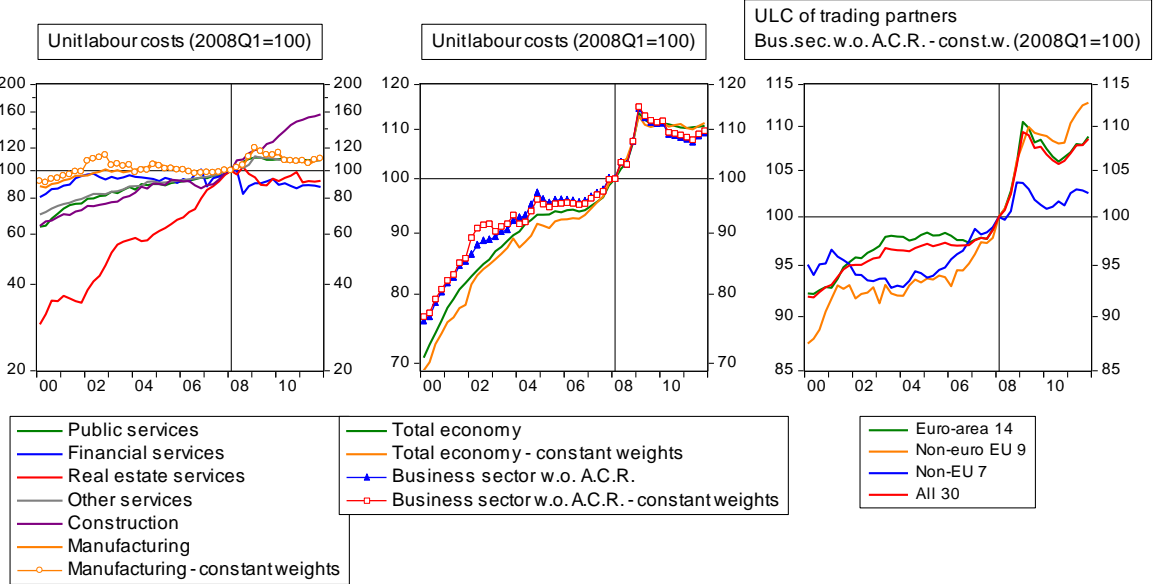 Unit labour costs (2008Q1=100)
200
160
120
100
80
60
40
20
200
160
120
100
80
60
40
20
00 02 04 06 08 10
Public services
Financial services
Real estate services
Other services
Construction
Manufacturing
Manufacturing - constant weights
Unit labour costs (2008Q1=100)
120
110
100
90
80
70
120
110
100
90
80
70
00 02 04 06 08 10
Total economy
Total economy - constant weights
Business sector w.o. A.C.R.
Business sector w.o. A.C.R. - constant weights
ULC of trading partners
Bus.sec. w.o. A.C.R. - const.w. (2008Q1=100)
115
110
105
100
95
90
85
115
110
105
100
95
90
85
00 02 04 06 08 10
Euro-area 14
Non-euro EU 9
Non-EU 7
All 30